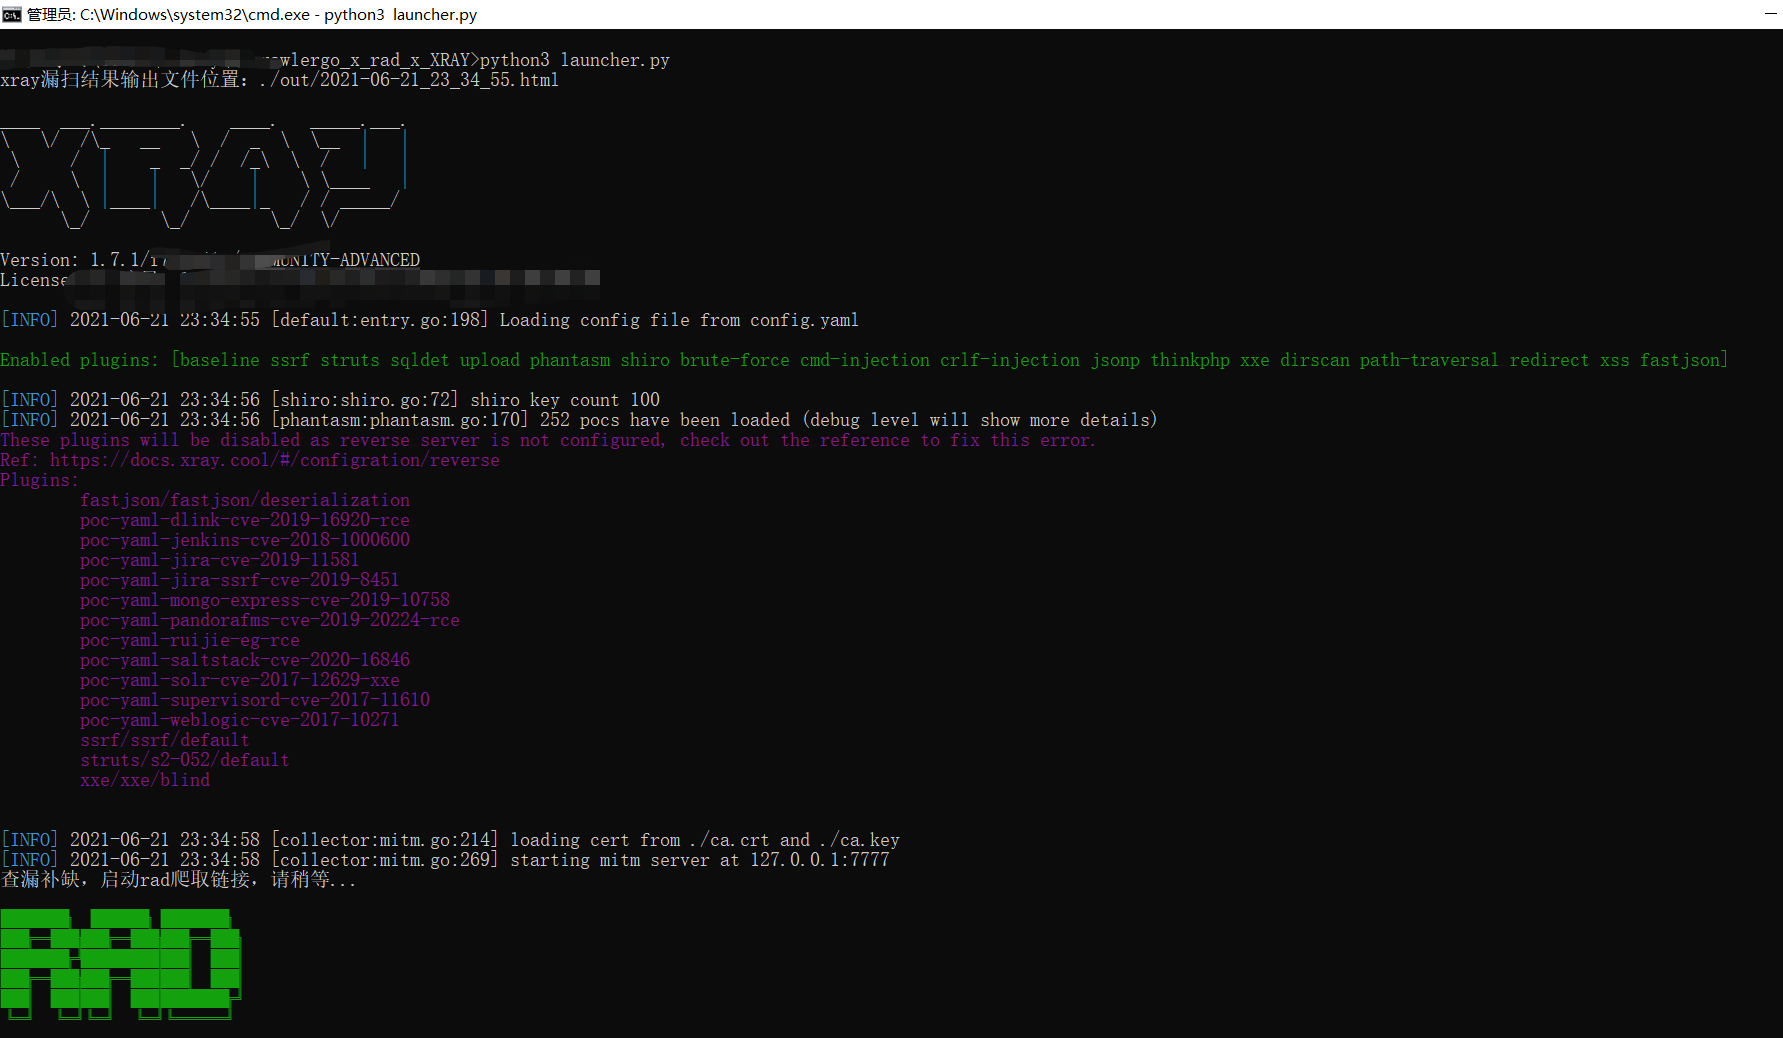 管理员: C:\Windows\system32\cmd.exe - python3  launcher.py
wlergo_x_rad_x_XRAY>python3 launcher.py
xray漏扫结果输出文件位置: ./out/2021-06-21_23_34_55.html
XRAY
Version: 1.7.1/ MUNITY-ADVANCED
License
[INFO] 2021-06-21 23:34:55 [default:entry.go:198] Loading config file from config.yaml
Enabled plugins: [baseline ssrf struts sqldet upload phantasm shiro brute-force cmd-injection crlf-injection jsonp thinkphp xxe dirscan path-traversal redirect xss fastjson]
[INFO] 2021-06-21 23:34:56 [shiro:shiro.go:72] shiro key count 100
[INFO] 2021-06-21 23:34:56 [phantasm:phantasm.go:170] 252 pocs have been loaded (debug level will show more details)
These plugins will be disabled as reverse server is not configured, check out the reference to fix this error.
Ref: https://docs.xray.cool/#/configration/reverse
Plugins:
fastjson/fastjson/deserialization
poc-yaml-dlink-cve-2019-16920-rce
poc-yaml-jenkins-cve-2018-1000600
poc-yaml-jira-cve-2019-11581
poc-yaml-jira-ssrf-cve-2019-8451
poc-yaml-mongo-express-cve-2019-10758
poc-yaml-pandorafms-cve-2019-20224-rce
poc-yaml-ruijie-eg-rce
poc-yaml-saltstack-cve-2020-16846
poc-yaml-solr-cve-2017-12629-xxe
poc-yaml-supervisord-cve-2017-11610
poc-yaml-weblogic-cve-2017-10271
ssrf/ssrf/default
struts/s2-052/default
xxe/xxe/blind
[INFO] 2021-06-21 23:34:58 [collector:mitm.go:214] loading cert from ./ca.crt and ./ca.key
[INFO] 2021-06-21 23:34:58 [collector:mitm.go:269] starting mitm server at 127.0.0.1:7777
查漏补缺，启动rad爬取链接，请稍等...
RAD